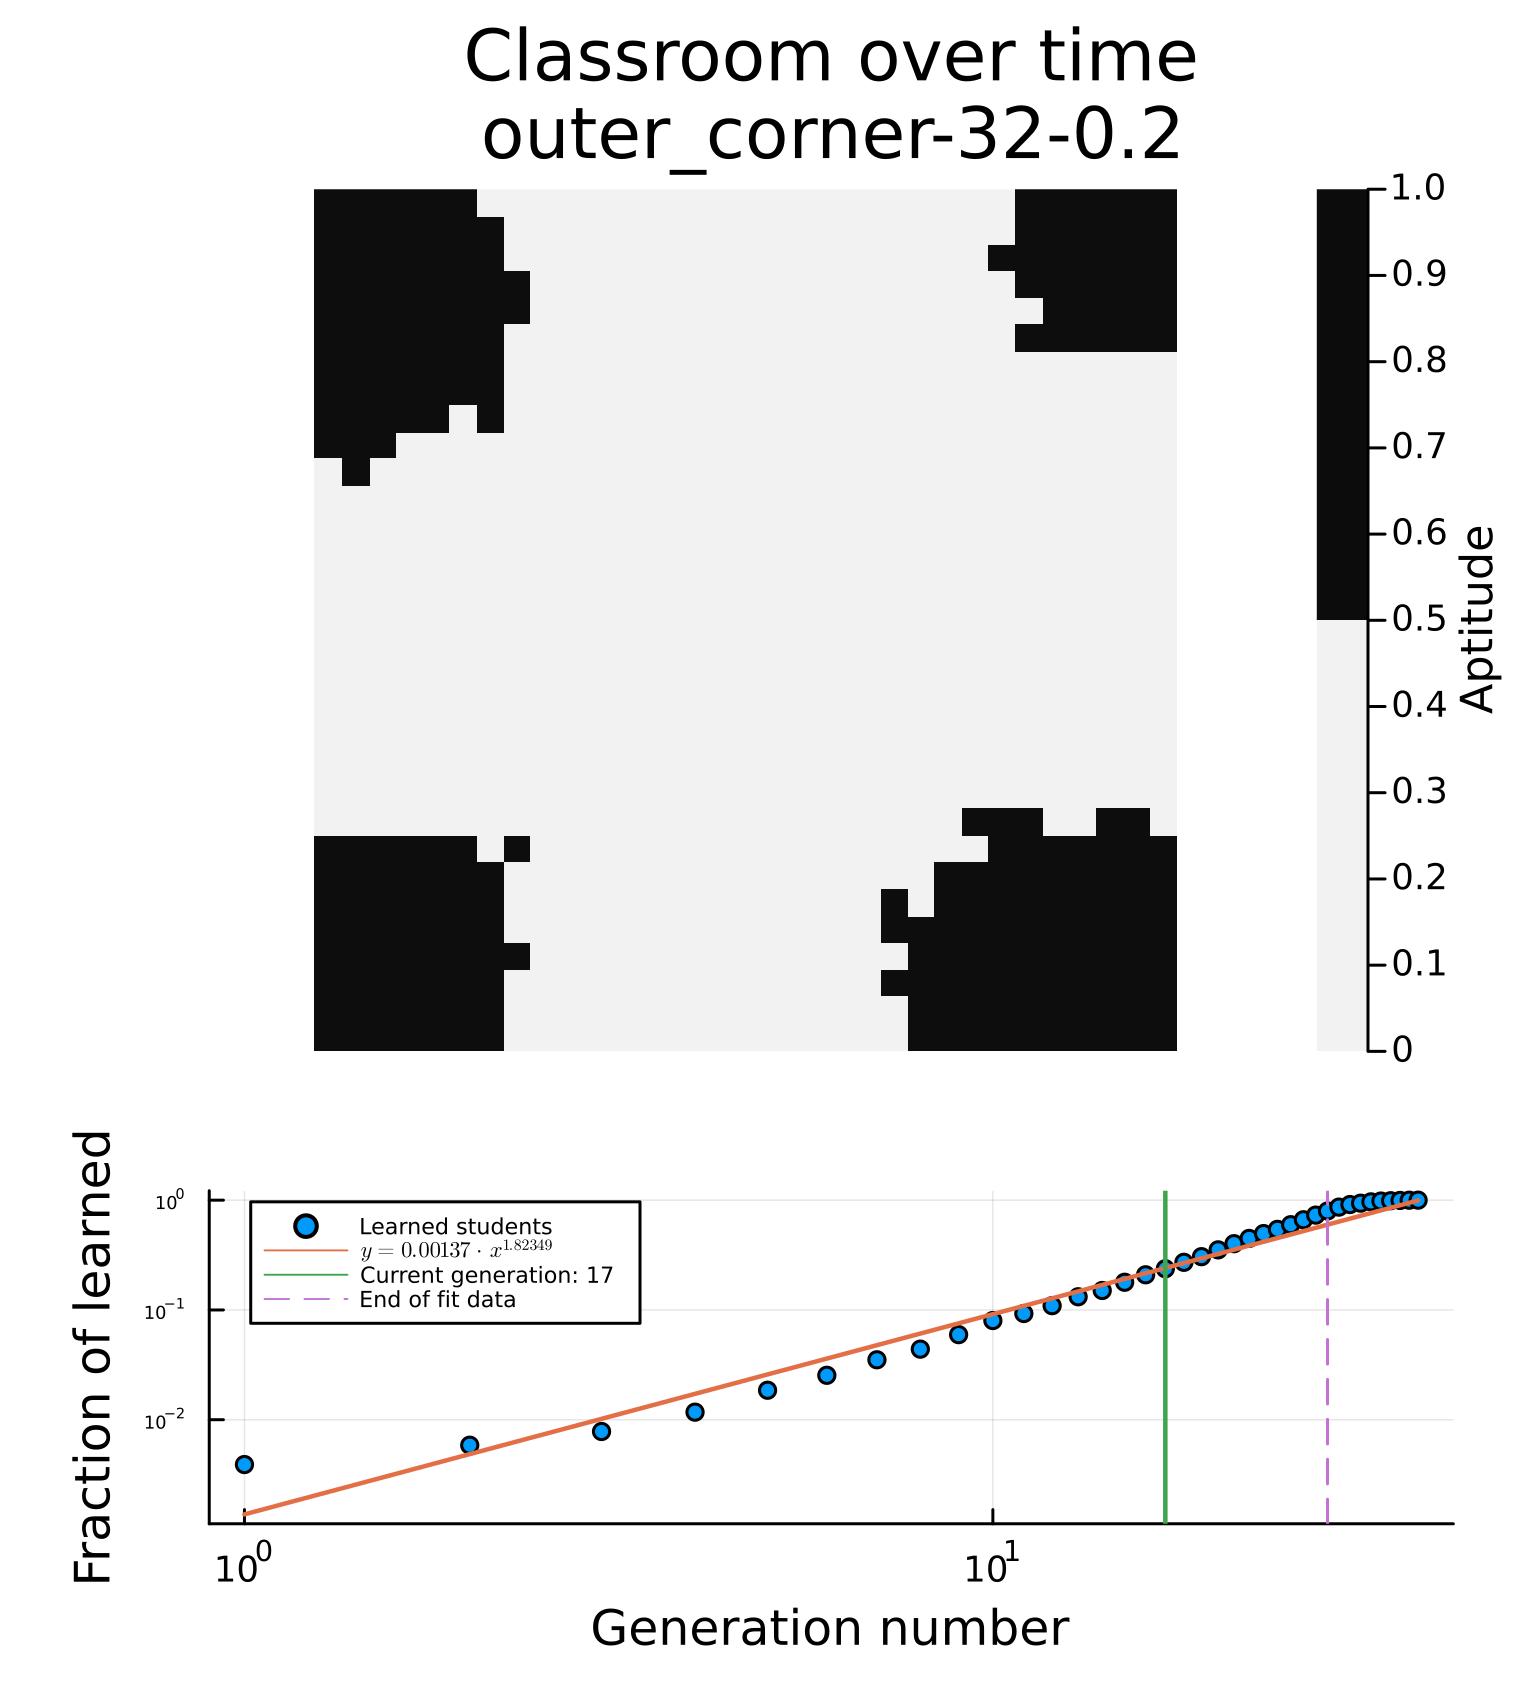 Classroom over time
outer_corner-32-0.2
1.0
0.9
0.8
0.7
0.6
0.5
0.4
0.3
0.2
0.1
0
Aptitude
Fraction of learned
10⁰
10⁻¹
10⁻²
Learned students
y = 0.00137 · x^1.82349
Current generation: 17
End of fit data
10⁰
10¹
Generation number